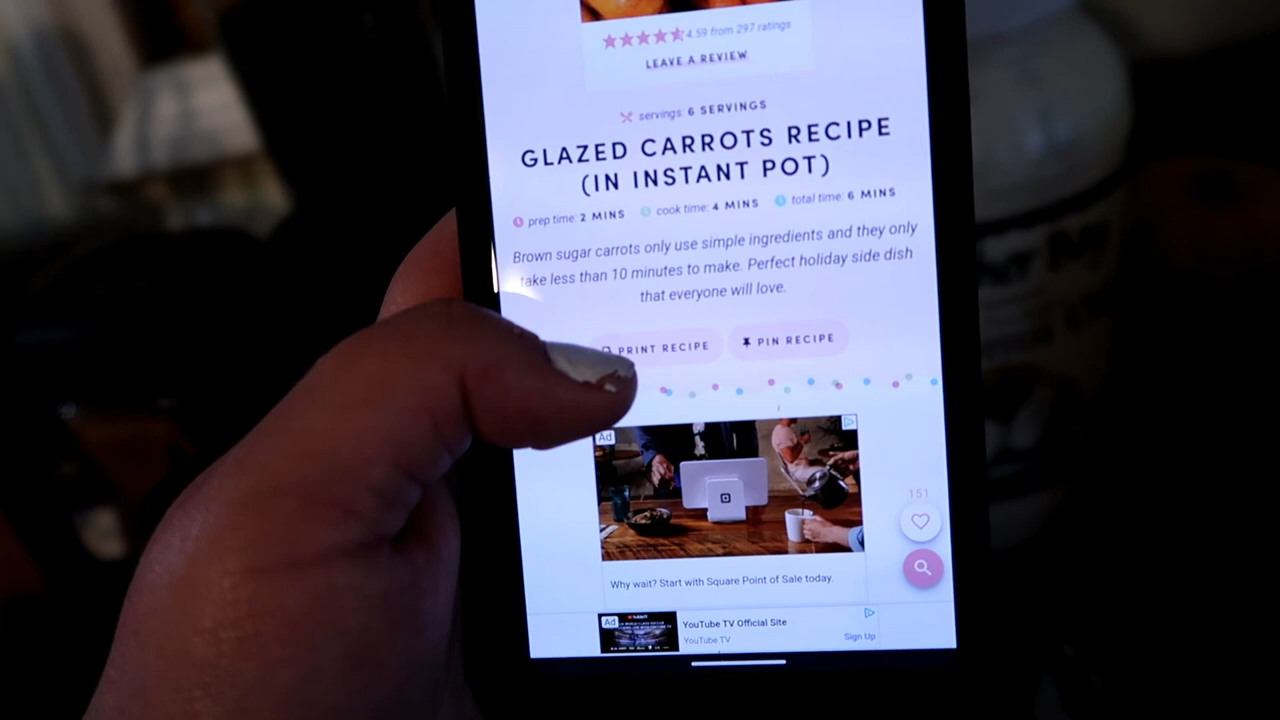 4.59 from 297 ratings
LEAVE A REVIEW
servings: 6 SERVINGS
GLAZED CARROTS RECIPE
(IN INSTANT POT)
prep time: 2 MINS cook time: 4 MINS total time: 6 MINS
Brown sugar carrots only use simple ingredients and they only
take less than 10 minutes to make. Perfect holiday side dish
that everyone will love.
PRINT RECIPE PIN RECIPE
Ad
151
Why wait? Start with Square Point of Sale today.
Ad
YouTube TV Official Site
YouTube TV
Sign Up